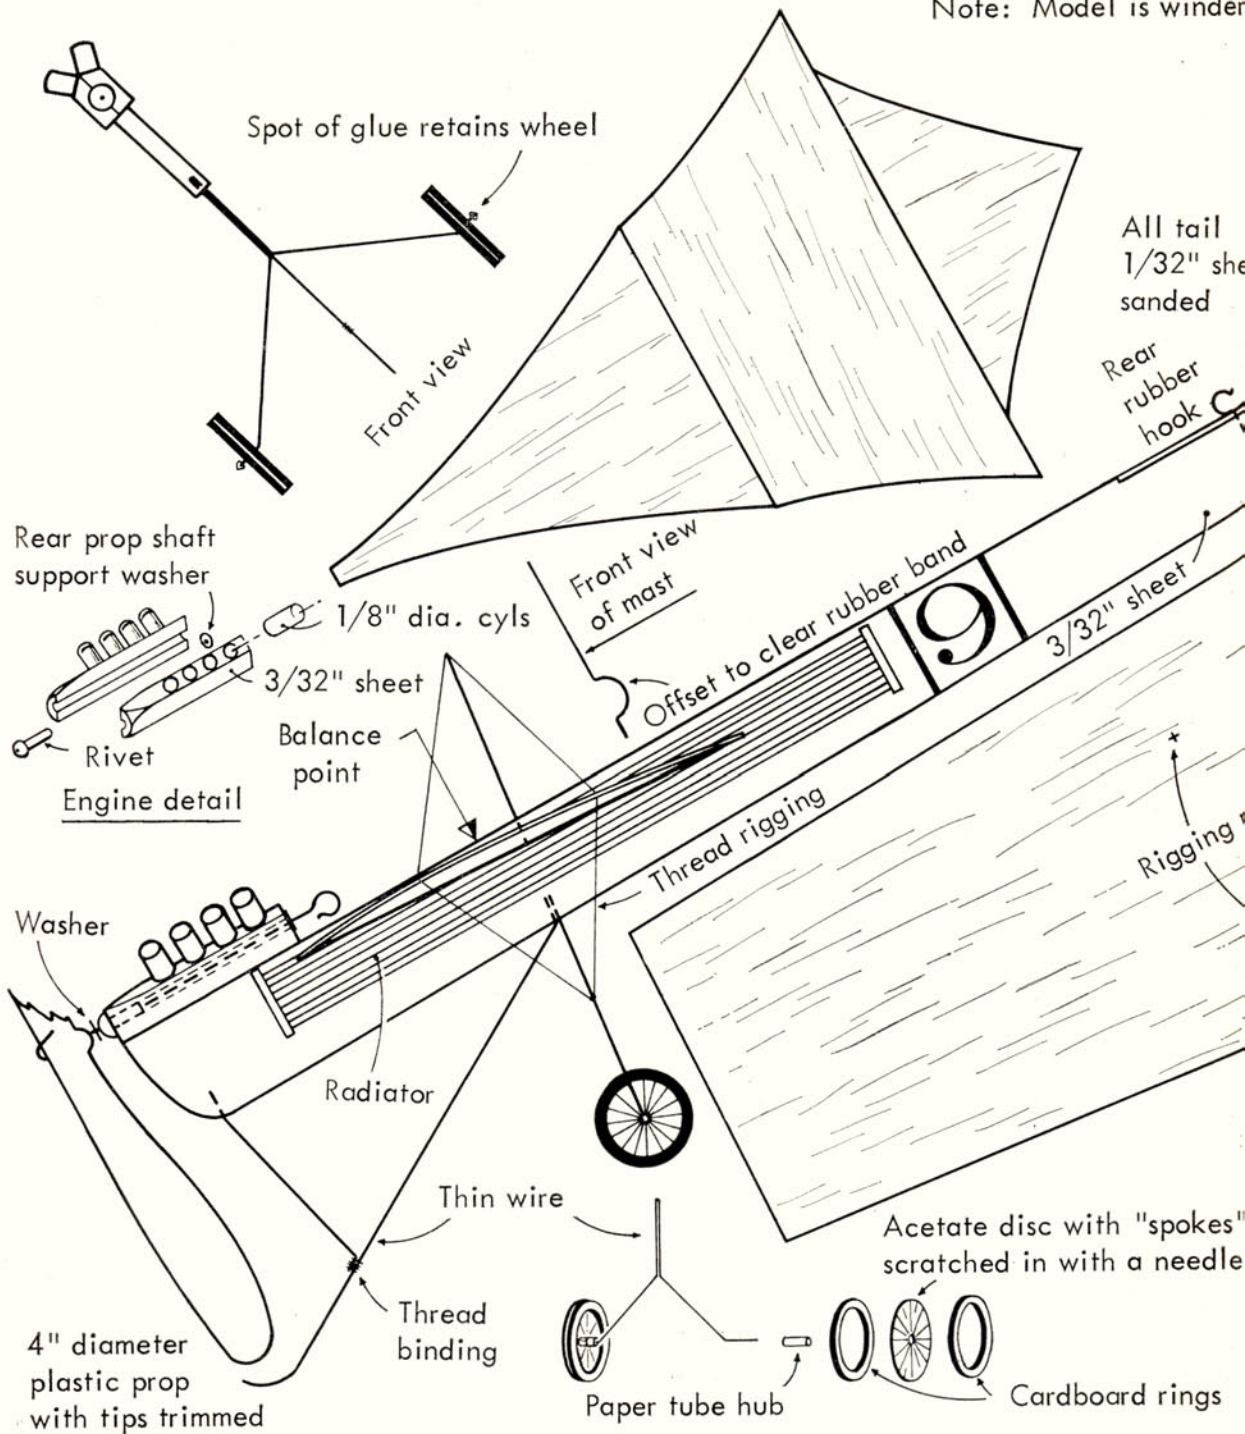 Note: Model is
Spot of glue retains wheel
All tail
1/32"
sanded
Front view
Rear
rubber
hook
Rear prop shaft
support washer
Front view
of mast
1/8" dia. cyls
Offset to clear rubber band
9
3/32" sheet
3/32" sheet
Balance
point
Rivet
Engine detail
Thread rigging
Rigging
Washer
Radiator
Thin wire
Acetate disc with "spokes"
scratched in with a needle
Thread
binding
4" diameter
plastic prop
with tips trimmed
Paper tube hub
Cardboard rings